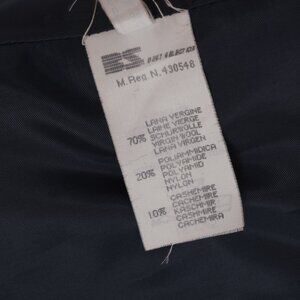 M.Reg N.430548
LANA VERGINE
LAINE VIERGE
70% SCHURWOLLE
VIRGIN WOOL
LANA VIRGEN
POLIAMMIDICA
POLYAMIDE
20% POLYAMID
NYLON
NYLON
CASHEMIRE
CACHEMIRE
10% KASCHMIR
CASHMERE
CACHEMIRA